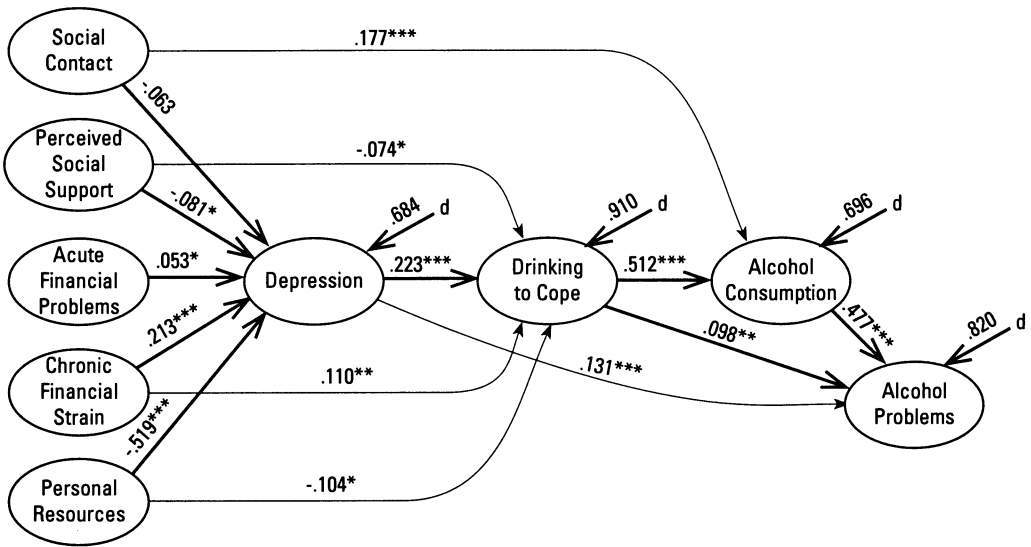 Social
Contact
.177***
-.063
Perceived
Social
Support
-.074*
-.081*
.684
d
.910
d
.696
d
Acute
Financial
Problems
.053*
Depression
.223***
Drinking
to Cope
.512***
Alcohol
Consumption
.213***
.477***
.098**
.820
d
Chronic
Financial
Strain
.110**
.131***
Alcohol
Problems
-.519***
Personal
Resources
-.104*